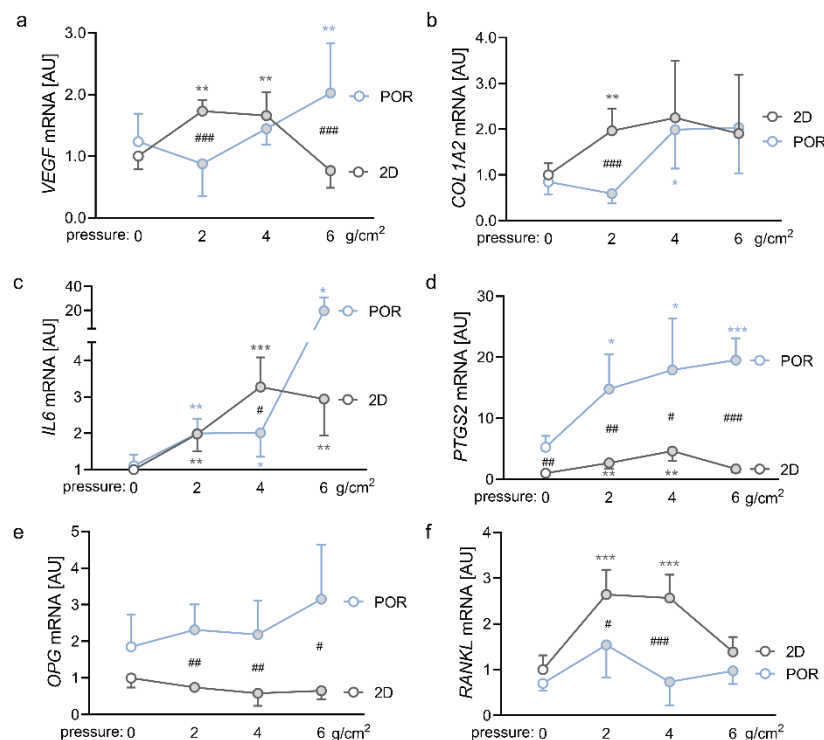 a
VEGF mRNA [AU]
3.0
2.0
1.0
0.0
**
**
**
###
###
POR
2D
pressure: 0 2 4 6 g/cm²
b
COL1A2 mRNA [AU]
4.0
3.0
2.0
1.0
0.0
**
###
*
2D
POR
pressure: 0 2 4 6 g/cm²
c
IL6 mRNA [AU]
40
20
4
3
2
1
*
***
**
#
**
*
**
POR
2D
pressure: 0 2 4 6 g/cm²
d
PTGS2 mRNA [AU]
30
20
10
0
*
*
***
##
##
#
###
**
**
POR
2D
pressure: 0 2 4 6 g/cm²
e
OPG mRNA [AU]
5
4
3
2
1
0
##
##
#
POR
2D
pressure: 0 2 4 6 g/cm²
f
RANKL mRNA [AU]
4
3
2
1
0
***
***
#
###
2D
POR
pressure: 0 2 4 6 g/cm²